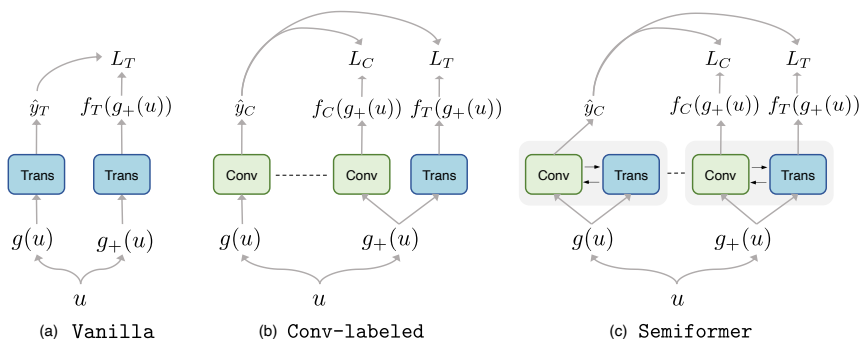 L_T
ŷ_T f_T(g_+(u))
Trans Trans
g(u) g_+(u)
u
(a) Vanilla
L_C L_T
ŷ_C f_C(g_+(u)) f_T(g_+(u))
Conv Conv Trans
g(u) g_+(u)
u
(b) Conv-labeled
L_C L_T
ŷ_C f_C(g_+(u)) f_T(g_+(u))
Conv Trans Conv Trans
g(u) g_+(u)
u
(c) Semiformer